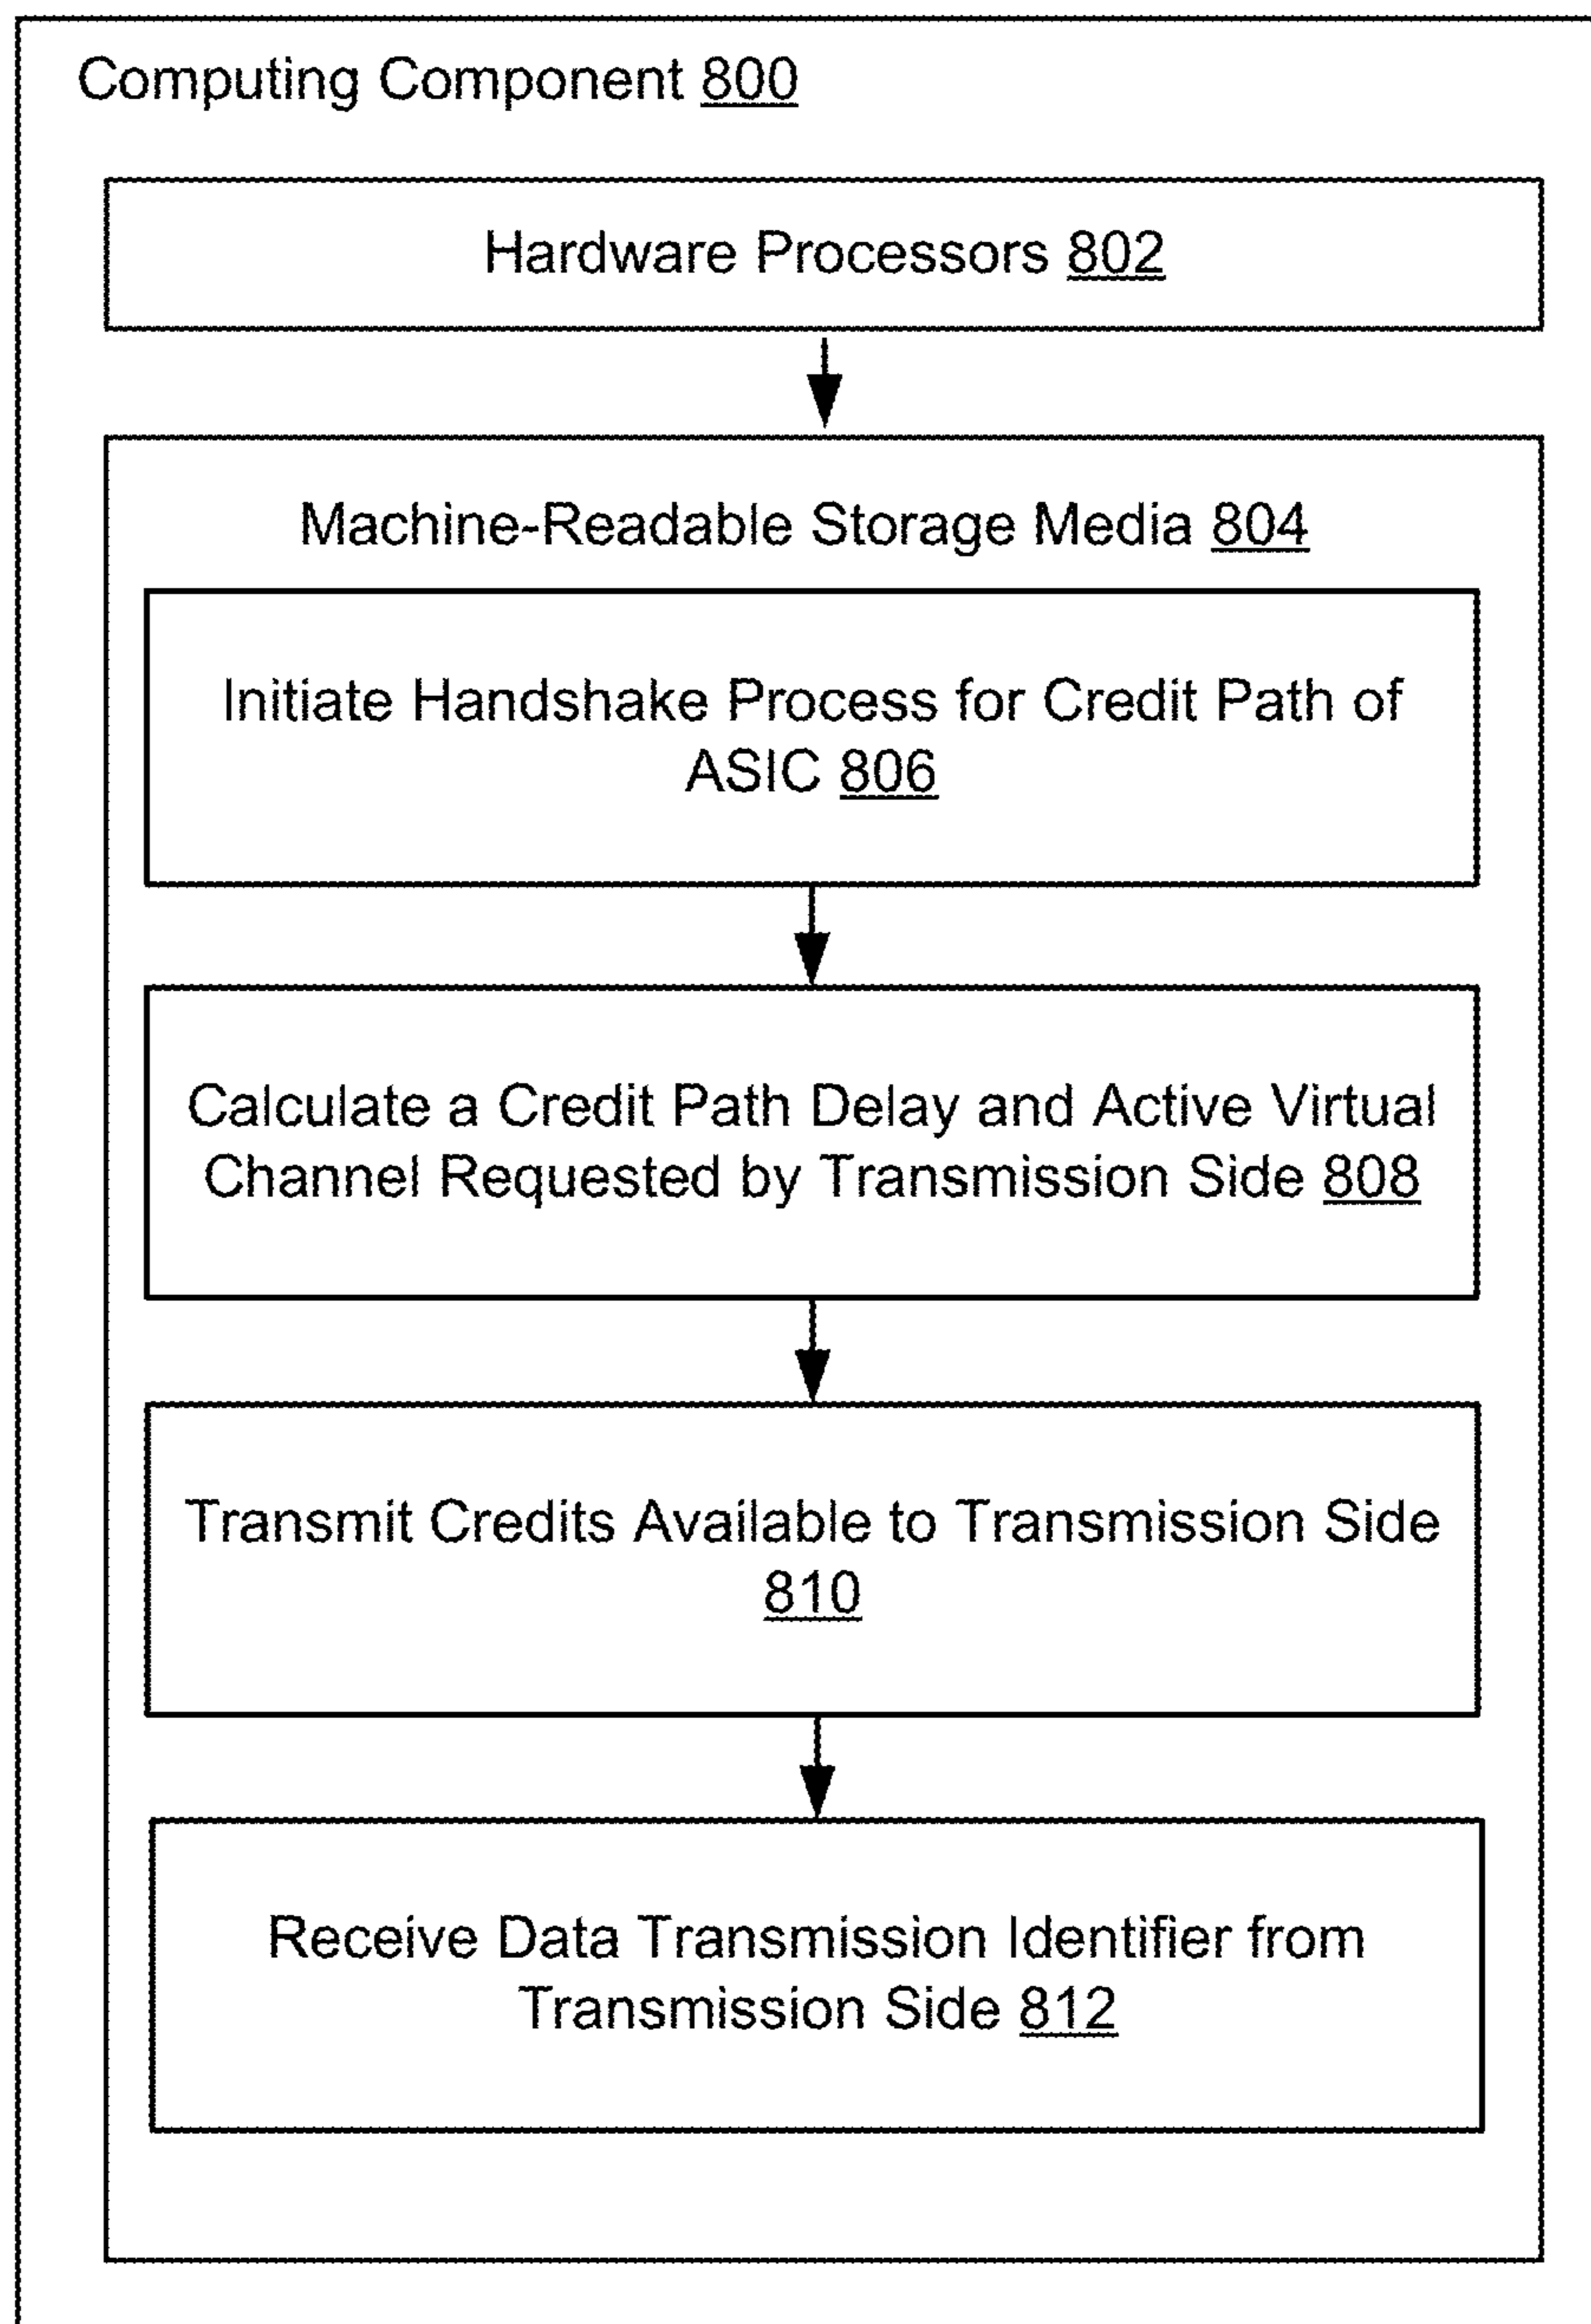 Computing Component 800
Hardware Processors 802
Machine-Readable Storage Media 804
Initiate Handshake Process for Credit Path of
ASIC 806
Calculate a Credit Path Delay and Active Virtual
Channel Requested by Transmission Side 808
Transmit Credits Available to Transmission Side
810
Receive Data Transmission Identifier from
Transmission Side 812